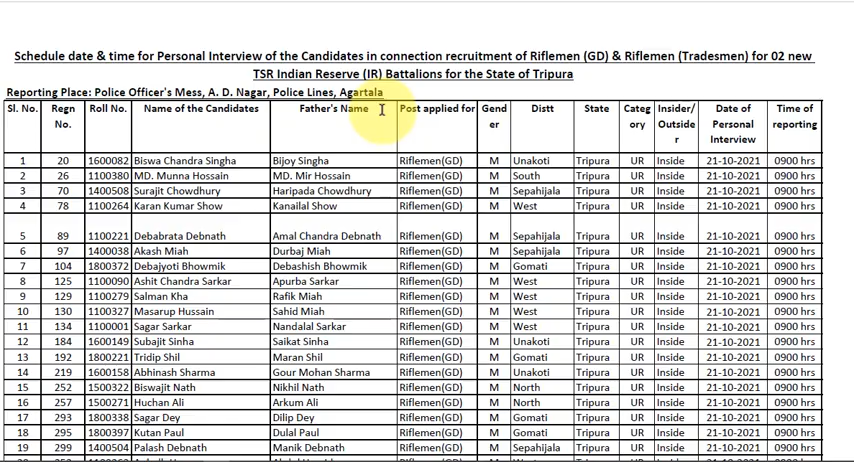 Schedule date & time for Personal Interview of the Candidates in connection recruitment of Riflemen (GD) & Riflemen (Tradesmen) for 02 new
TSR Indian Reserve (IR) Battalions for the State of Tripura
Reporting Place: Police Officer's Mess, A. D. Nagar, Police Lines, Agartala
Sl. No. Regn No. Roll No. Name of the Candidates Father's Name Post applied for Gend er Distt State Categ ory Insider/ Outside r Date of Personal Interview Time of reporting
1 20 1600082 Biswa Chandra Singha Bijoy Singha Riflemen(GD) M Unakoti Tripura UR Inside 21-10-2021 0900 hrs
2 26 1100380 MD. Munna Hossain MD. Mir Hossain Riflemen(GD) M South Tripura UR Inside 21-10-2021 0900 hrs
3 70 1400508 Surajit Chowdhury Haripada Chowdhury Riflemen(GD) M Sepahijala Tripura UR Inside 21-10-2021 0900 hrs
4 78 1100264 Karan Kumar Show Kanailal Show Riflemen(GD) M West Tripura UR Inside 21-10-2021 0900 hrs
5 89 1100221 Debabrata Debnath Amal Chandra Debnath Riflemen(GD) M Sepahijala Tripura UR Inside 21-10-2021 0900 hrs
6 97 1400038 Akash Miah Durbaj Miah Riflemen(GD) M Sepahijala Tripura UR Inside 21-10-2021 0900 hrs
7 104 1800372 Debajyoti Bhowmik Debashish Bhowmik Riflemen(GD) M Gomati Tripura UR Inside 21-10-2021 0900 hrs
8 125 1100090 Ashit Chandra Sarkar Apurba Sarkar Riflemen(GD) M West Tripura UR Inside 21-10-2021 0900 hrs
9 129 1100279 Salman Kha Rafik Miah Riflemen(GD) M West Tripura UR Inside 21-10-2021 0900 hrs
10 130 1100327 Masarup Hussain Sahid Miah Riflemen(GD) M West Tripura UR Inside 21-10-2021 0900 hrs
11 134 1100001 Sagar Sarkar Nandalal Sarkar Riflemen(GD) M West Tripura UR Inside 21-10-2021 0900 hrs
12 184 1600149 Subajit Sinha Saikat Sinha Riflemen(GD) M Unakoti Tripura UR Inside 21-10-2021 0900 hrs
13 192 1800221 Tridip Shil Maran Shil Riflemen(GD) M Gomati Tripura UR Inside 21-10-2021 0900 hrs
14 219 1600158 Abhinash Sharma Gour Mohan Sharma Riflemen(GD) M Unakoti Tripura UR Inside 21-10-2021 0900 hrs
15 252 1500322 Biswajit Nath Nikhil Nath Riflemen(GD) M North Tripura UR Inside 21-10-2021 0900 hrs
16 257 1500271 Huchan Ali Arkum Ali Riflemen(GD) M North Tripura UR Inside 21-10-2021 0900 hrs
17 293 1800338 Sagar Dey Dilip Dey Riflemen(GD) M Gomati Tripura UR Inside 21-10-2021 0900 hrs
18 295 1800397 Kutan Paul Dulal Paul Riflemen(GD) M Gomati Tripura UR Inside 21-10-2021 0900 hrs
19 299 1400504 Palash Debnath Manik Debnath Riflemen(GD) M Sepahijala Tripura UR Inside 21-10-2021 0900 hrs